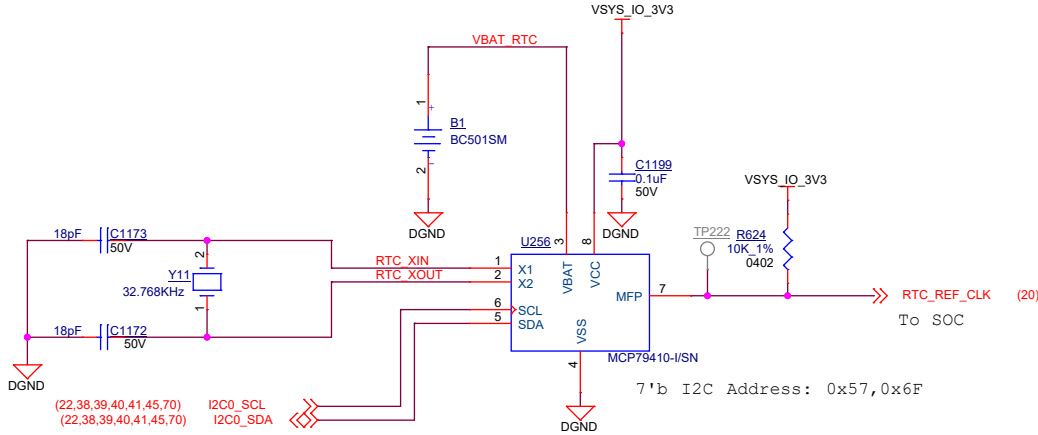 VSYS_IO_3V3
VBAT_RTC
1
+
B1
BC501SM
2
-
DGND
C1199
0.1uF
50V
DGND
VSYS_IO_3V3
TP222
R624
10K_1%
0402
18pF
C1173
50V
2
Y11
32.768KHz
1
18pF
C1172
50V
DGND
RTC_XIN
RTC_XOUT
U256
3
8
1
X1
2
X2
VBAT
VCC
6
SCL
5
SDA
MFP
7
VSS
MCP79410-I/SN
4
DGND
RTC_REF_CLK (20)
To SOC
7'b I2C Address: 0x57,0x6F
(22,38,39,40,41,45,70) I2C0_SCL
(22,38,39,40,41,45,70) I2C0_SDA